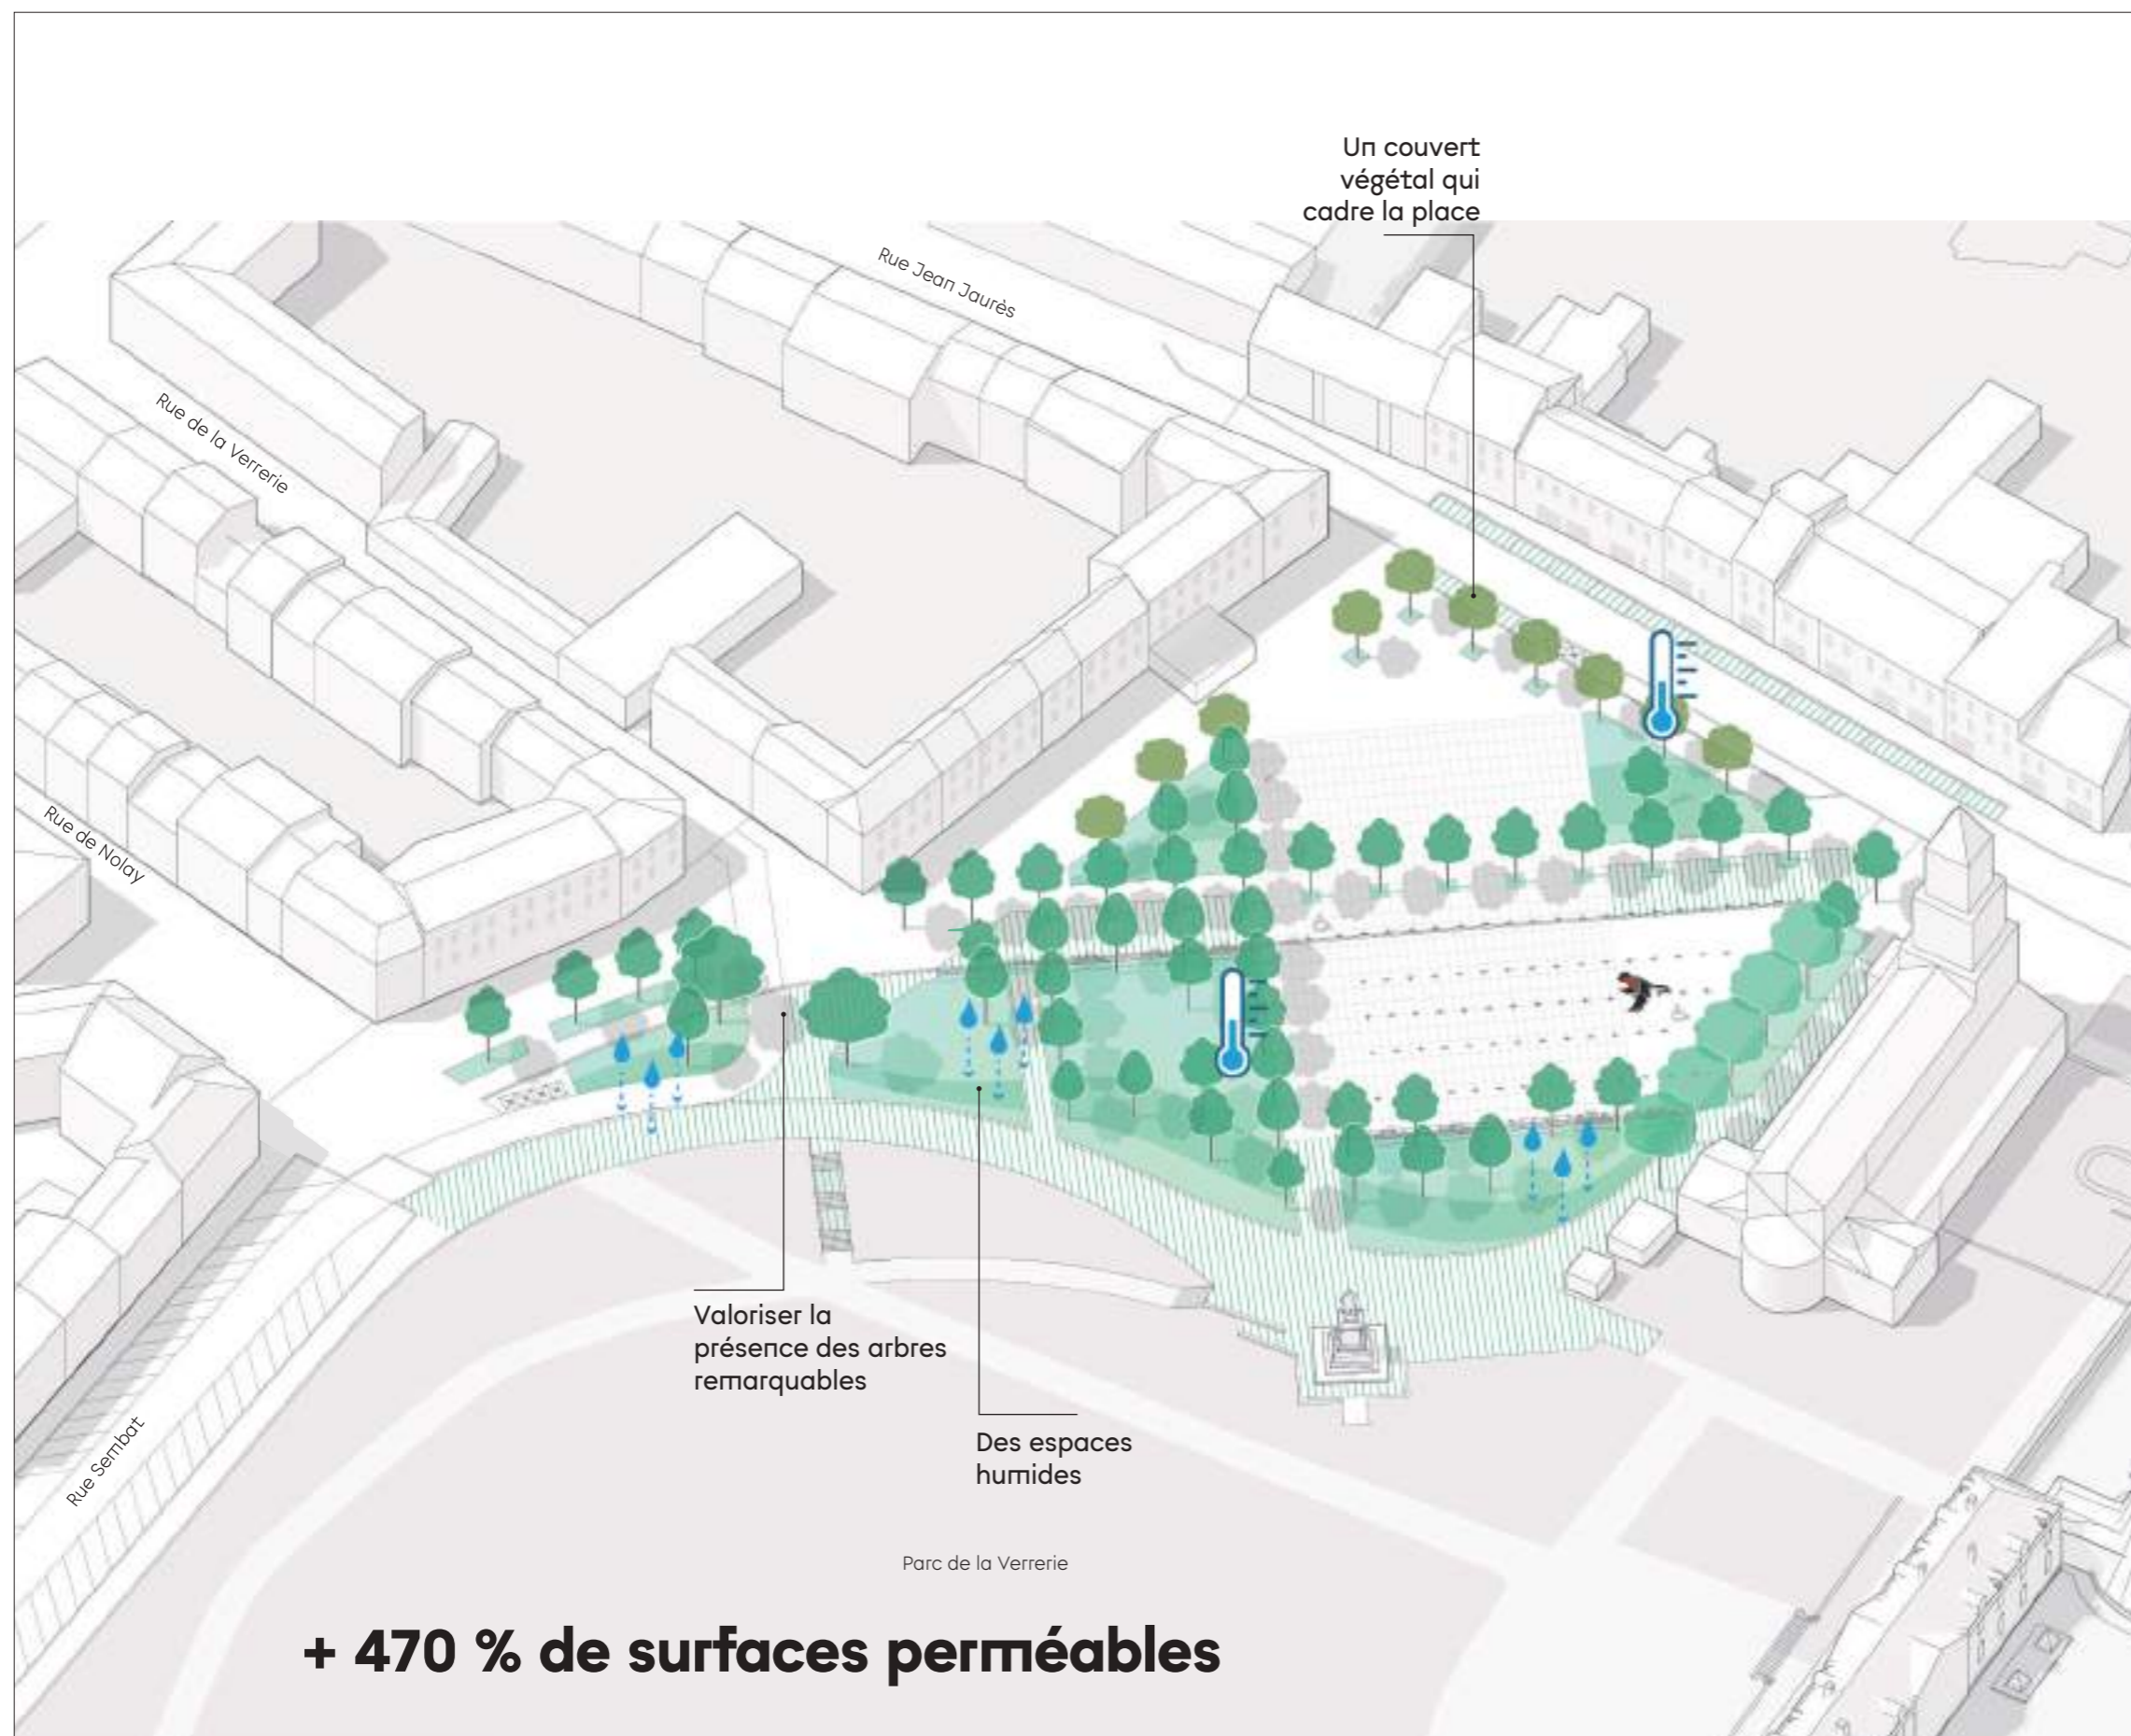 Un couvert
végétal qui
cadre la place
Rue Jean Jaurès
Rue de la Verrerie
Rue de Nolay
Valoriser la
présence des arbres
remarquables
Des espaces
humides
Rue Sembat
Parc de la Verrerie
+ 470 % de surfaces perméables